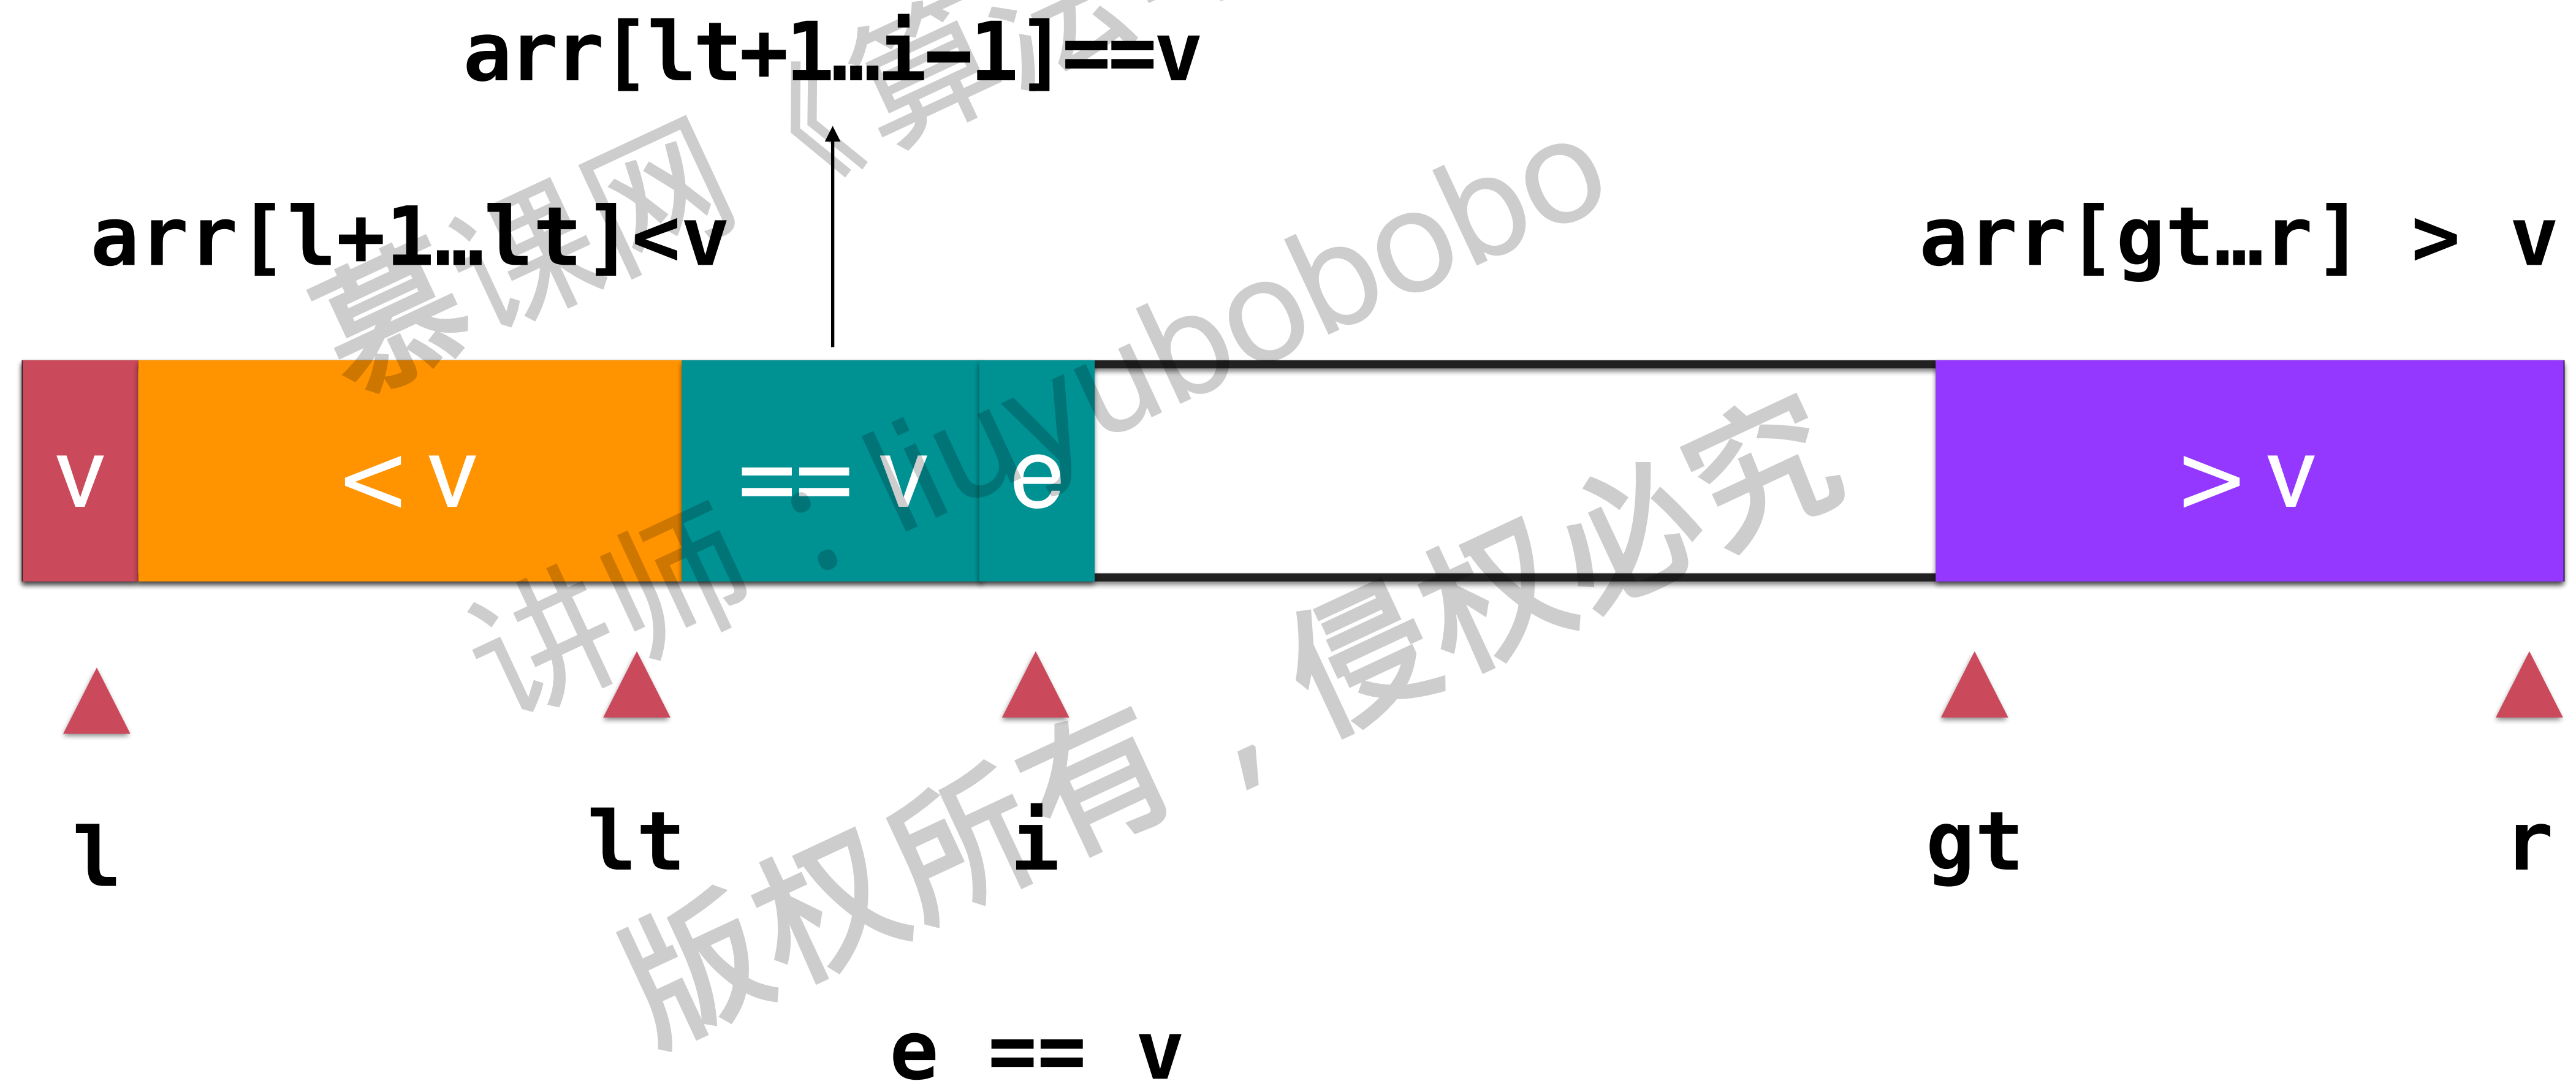 arr[lt+1…i-1]==v
arr[l+1…lt]<v
arr[gt…r] > v
v
< v
== v
e
> v
l
lt
i
gt
r
e == v
慕课网《算法
讲师：liuyubobobo
版权所有，侵权必究